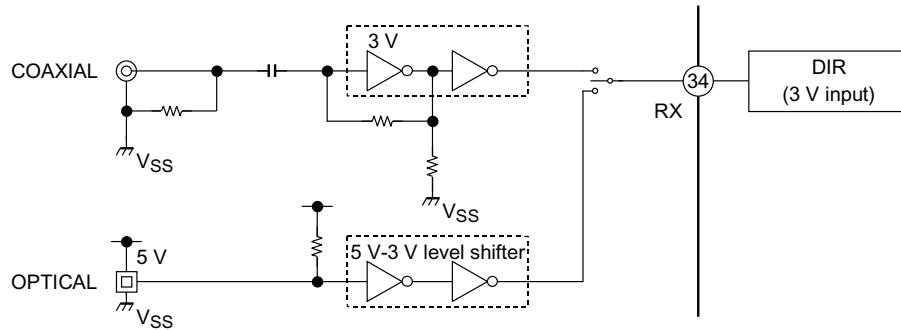 3 V
COAXIAL
DIR
(3 V input)
34
RX
VSS
VSS
5 V
5 V-3 V level shifter
OPTICAL
VSS